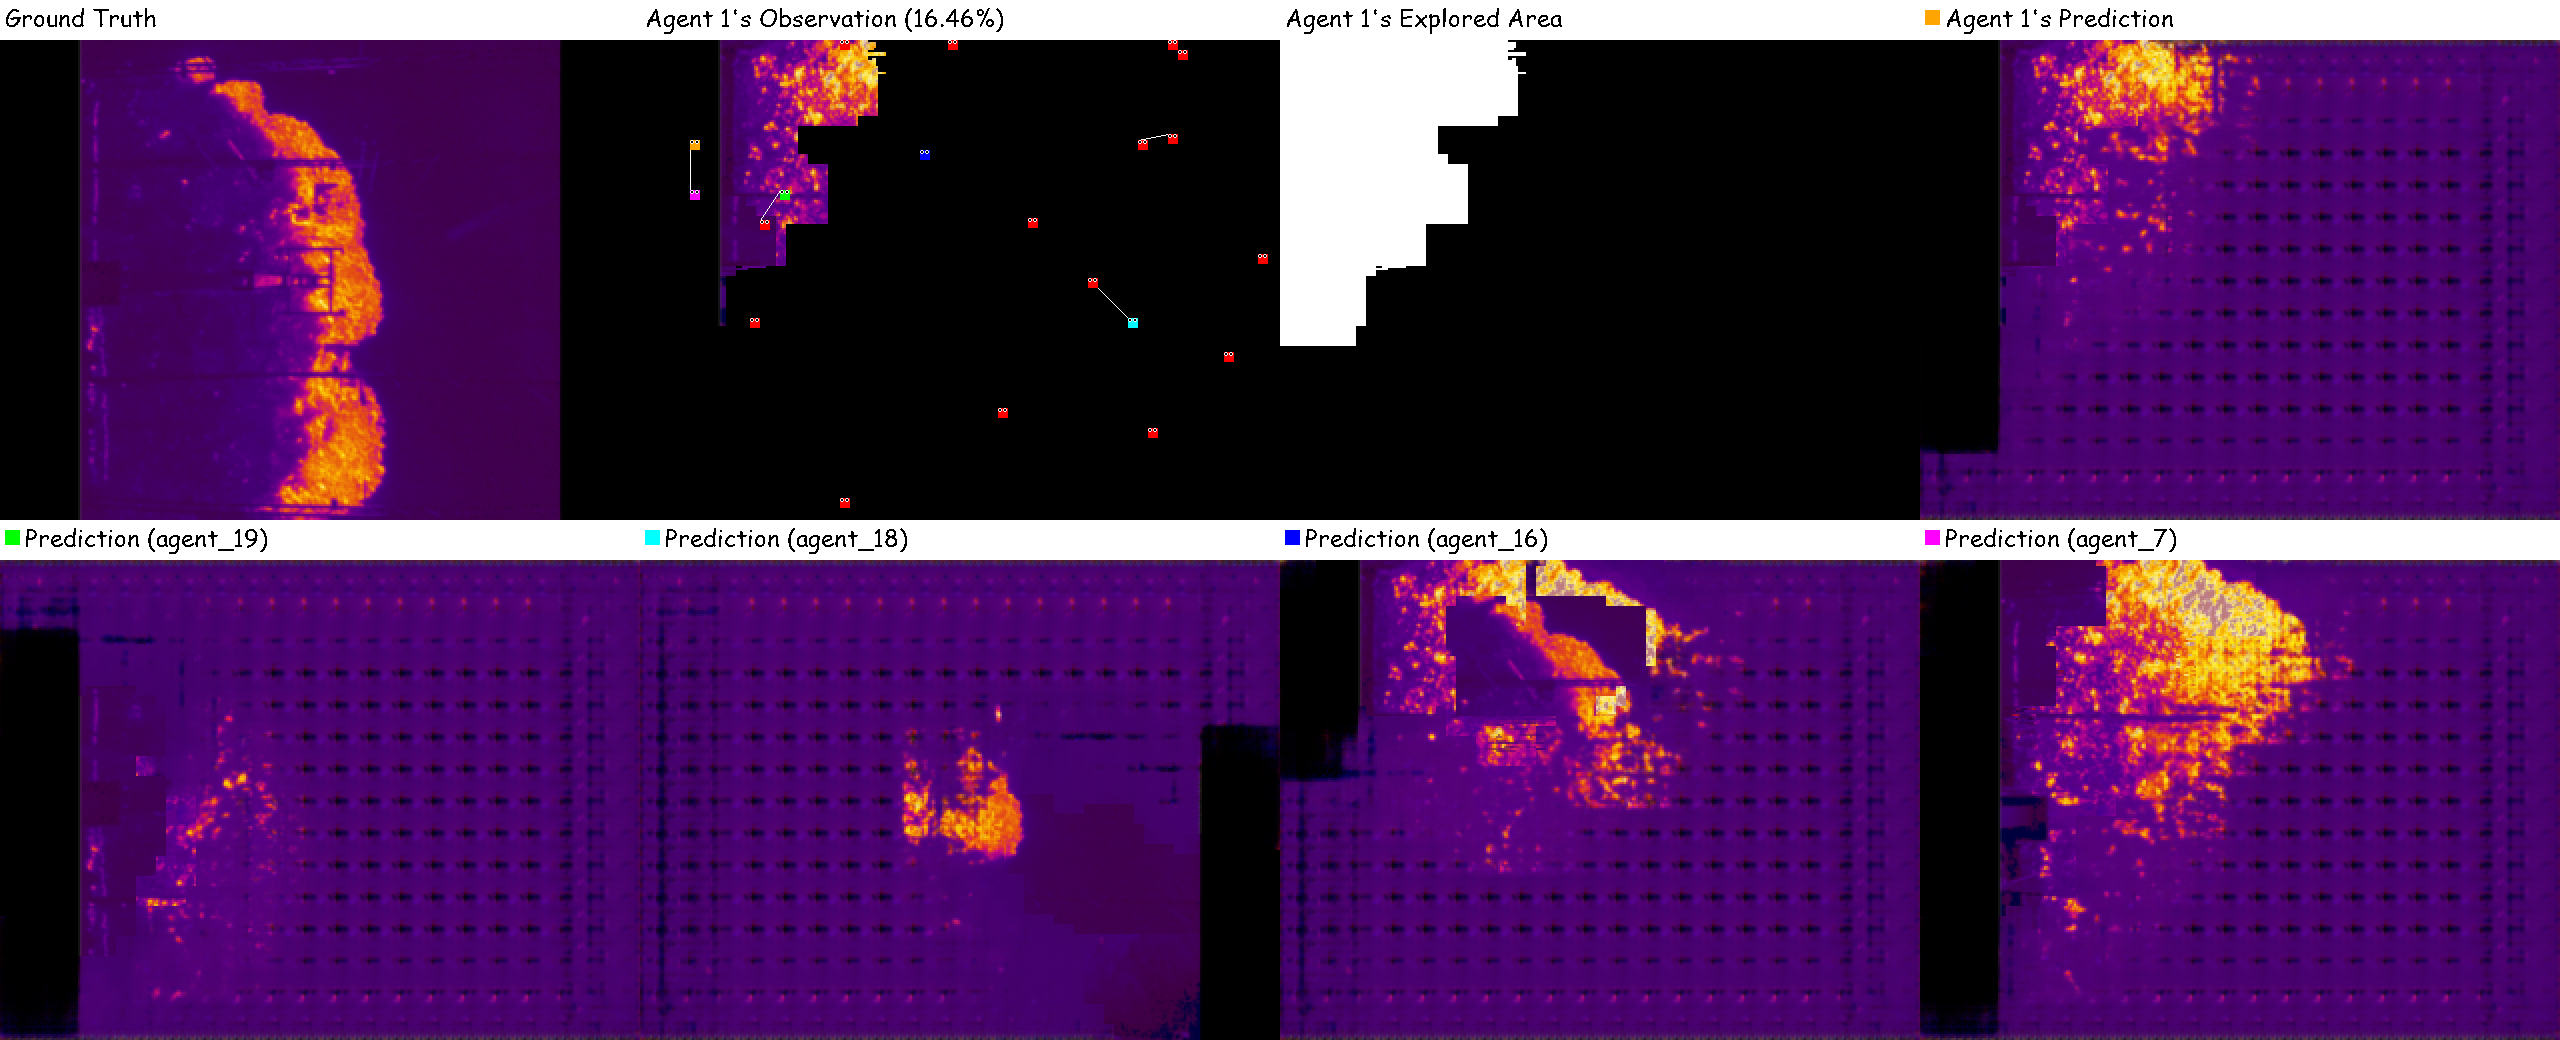 Ground Truth
Agent 1's Observation (16.46%)
Agent 1's Explored Area
Agent 1's Prediction
Prediction (agent_19)
Prediction (agent_18)
Prediction (agent_16)
Prediction (agent_7)